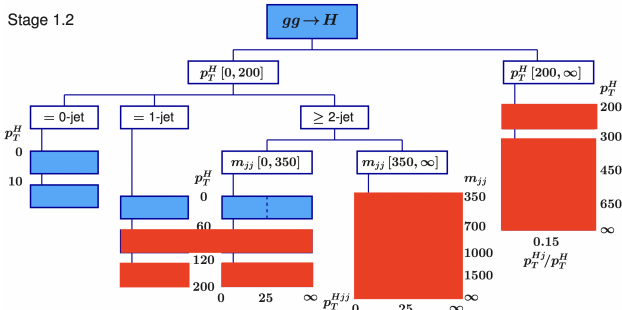 Stage 1.2
gg → H
p_T^H [0, 200]
p_T^H [200, ∞]
= 0-jet
= 1-jet
≥ 2-jet
p_T^H
0
10
m_jj [0, 350]
m_jj [350, ∞]
p_T^H
0
60
120
200
0 25 ∞
p_T^Hjj
0 25 ∞
m_jj
350
700
1000
1500
∞
p_T^H
200
300
450
650
∞
0.15
p_T^Hj/p_T^H